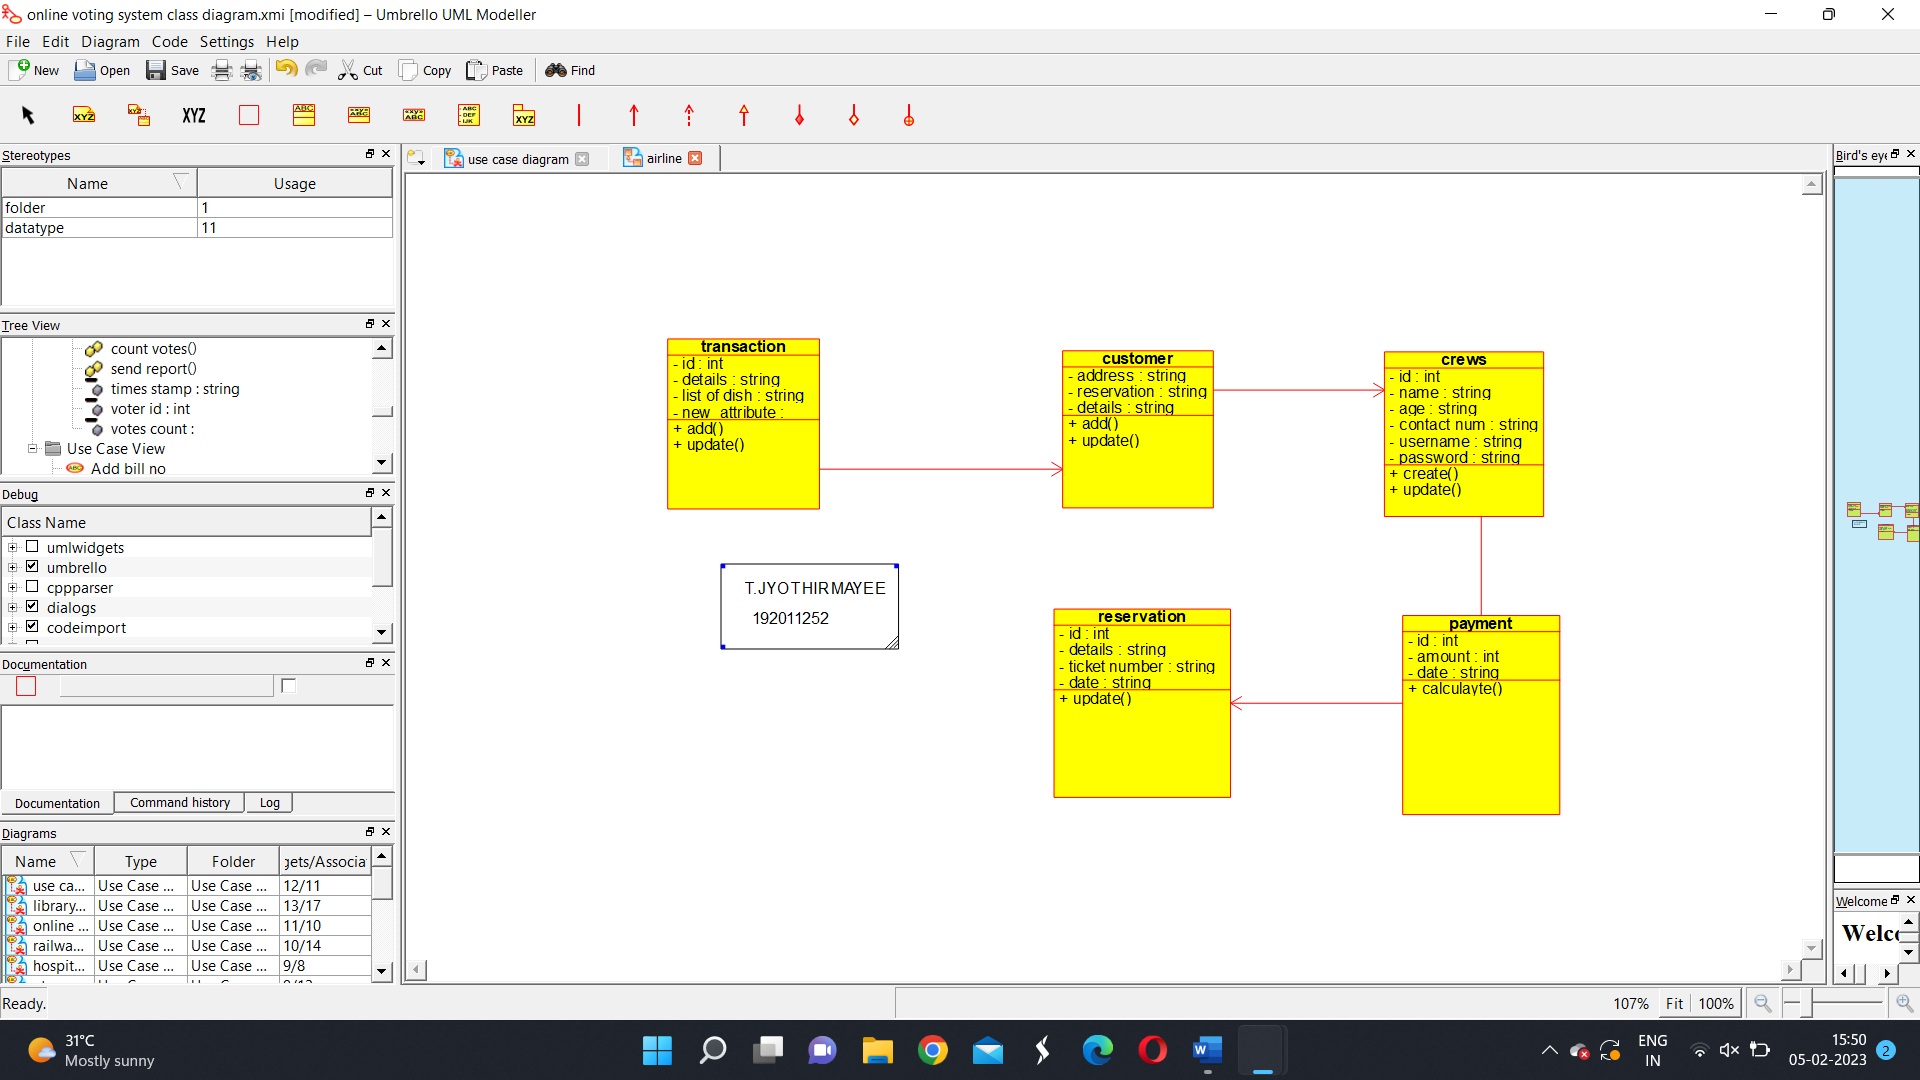 online voting system class diagram.xmi [modified] – Umbrello UML Modeller
File Edit Diagram Code Settings Help
New Open Save Cut Copy Paste Find
XYZ XYZ XYZ ABC XYZ
Stereotypes
Name Usage
folder 1
datatype 11
Tree View
count votes()
send report()
times stamp : string
voter id : int
votes count :
Use Case View
Add bill no
Debug
Class Name
umlwidgets
umbrello
cppparser
dialogs
codeimport
Documentation
Documentation Command history Log
Diagrams
Name Type Folder gets/Associa
use ca... Use Case ... Use Case ... 12/11
library... Use Case ... Use Case ... 13/17
online ... Use Case ... Use Case ... 11/10
railwa... Use Case ... Use Case ... 10/14
hospit... Use Case ... Use Case ... 9/8
use case diagram airline
transaction
- id : int
- details : string
- list of dish : string
- new_attribute :
+ add()
+ update()
customer
- address : string
- reservation : string
- details : string
+ add()
+ update()
crews
- id : int
- name : string
- age : string
- contact num : string
- username : string
- password : string
+ create()
+ update()
T.JYOTHIRMAYEE
192011252
reservation
- id : int
- details : string
- ticket number : string
- date : string
+ update()
payment
- id : int
- amount : int
- date : string
+ calculayte()
Bird's eye
Welcome
Welco
Ready.
107% Fit 100%
31°C
Mostly sunny
ENG
IN
15:50
05-02-2023
2